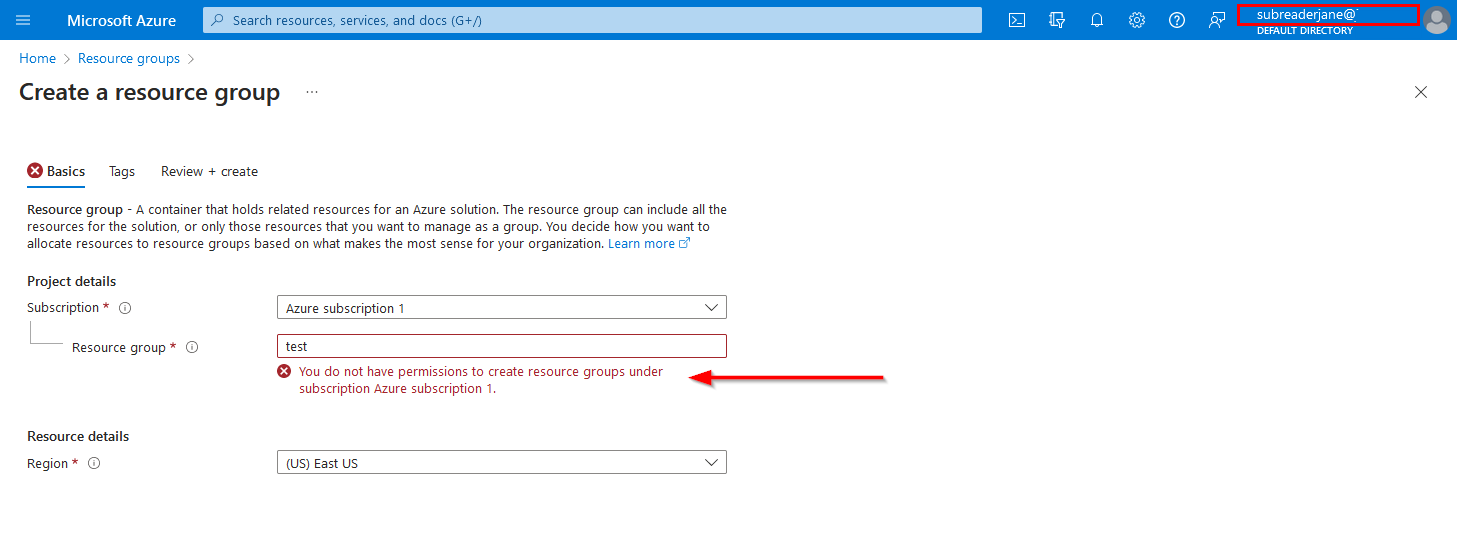 Microsoft Azure
Search resources, services, and docs (G+/)
subreaderjane@
DEFAULT DIRECTORY
Home > Resource groups >
Create a resource group ...
Basics Tags Review + create
Resource group - A container that holds related resources for an Azure solution. The resource group can include all the
resources for the solution, or only those resources that you want to manage as a group. You decide how you want to
allocate resources to resource groups based on what makes the most sense for your organization. Learn more
Project details
Subscription *
Azure subscription 1
Resource group *
test
You do not have permissions to create resource groups under
subscription Azure subscription 1.
Resource details
Region *
(US) East US